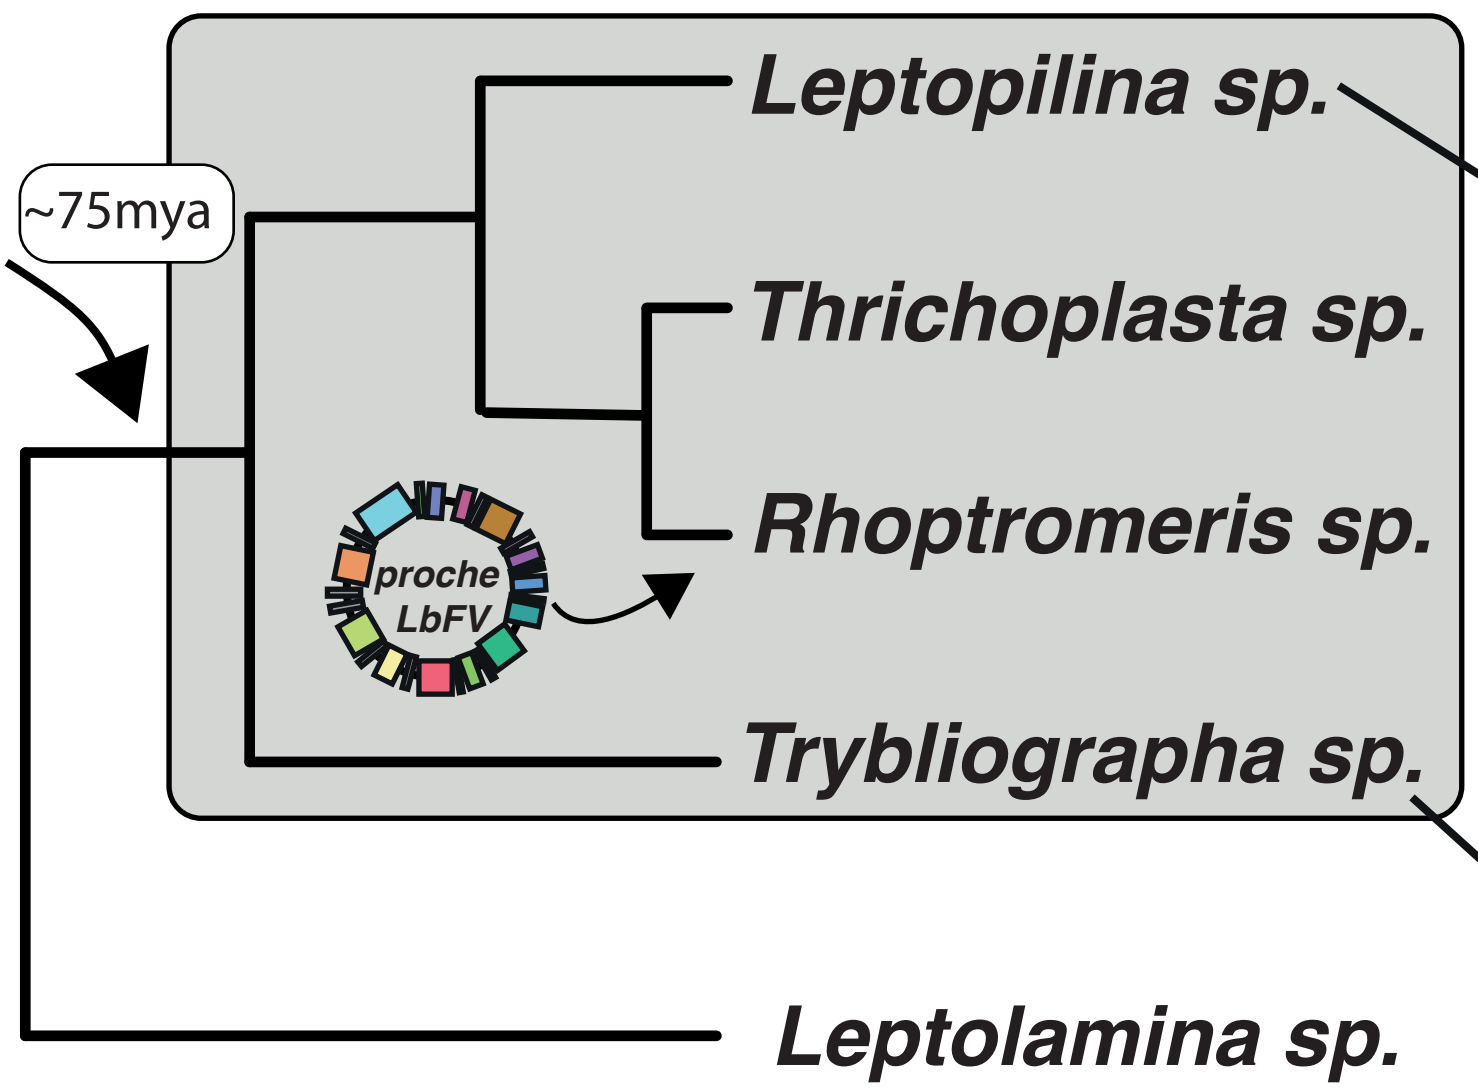 Leptopilina sp.
~75mya
Thrichoplasta sp.
Rhoptromeris sp.
proche
LbFV
Trybliographa sp.
Leptolamina sp.